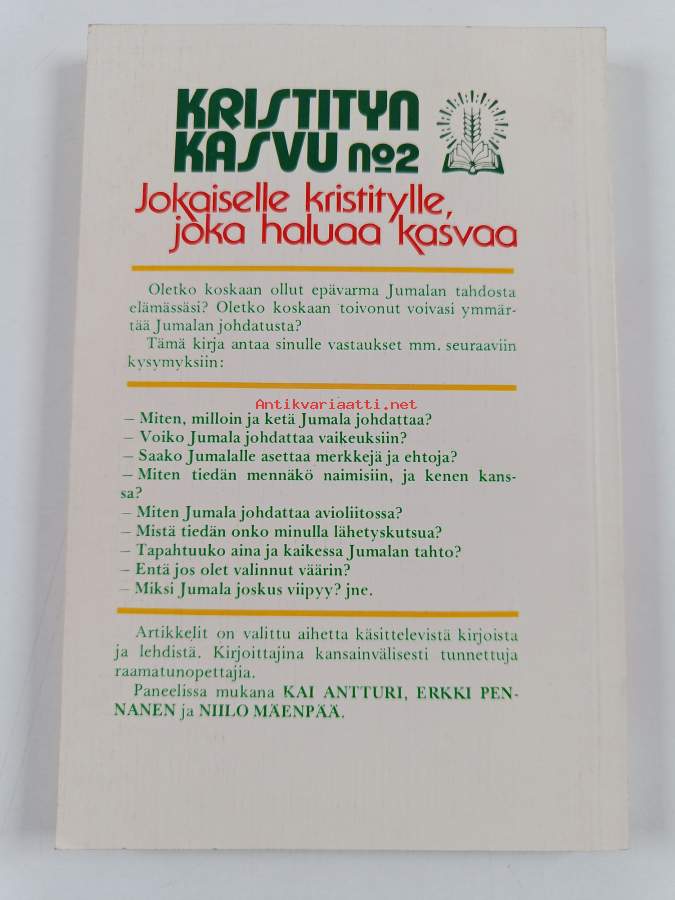 KRISTITYN
KASVU no2
Jokaiselle kristitylle,
joka haluaa kasvaa
Oletko koskaan ollut epävarma Jumalan tahdosta
elämässäsi? Oletko koskaan toivonut voivasi ymmär-
tää Jumalan johdatusta?
Tämä kirja antaa sinulle vastaukset mm. seuraaviin
kysymyksiin:
Antikvariaatti.net
– Miten, milloin ja ketä Jumala johdattaa?
– Voiko Jumala johdattaa vaikeuksiin?
– Saako Jumalalle asettaa merkkejä ja ehtoja?
– Miten tiedän mennäkö naimisiin, ja kenen kans-
sa?
– Miten Jumala johdattaa avioliitossa?
– Mistä tiedän onko minulla lähetyskutsua?
– Tapahtuuko aina ja kaikessa Jumalan tahto?
– Entä jos olet valinnut väärin?
– Miksi Jumala joskus viipyy? jne.
Artikkelit on valittu aihetta käsittelevistä kirjoista
ja lehdistä. Kirjoittajina kansainvälisesti tunnettuja
raamatunopettajia.
Paneelissa mukana KAI ANTTURI, ERKKI PEN-
NANEN ja NIILO MÄENPÄÄ.